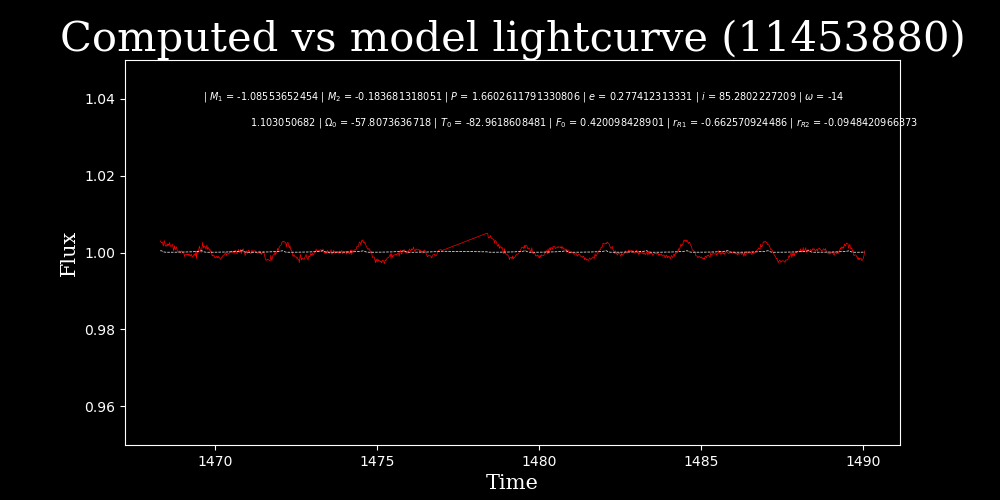 Computed vs model lightcurve (11453880)
| M1 = -1.08553652454 | M2 = -0.183681318051 | P = 1.6602611791330806 | e = 0.277412313331 | i = 85.2802227209 | ω = -14
1.103050682 | Ω0 = -57.8073636718 | T0 = -82.9618608481 | F0 = 0.420098428901 | rR1 = -0.662570924486 | rR2 = -0.0948420966373
1.04
1.02
1.00
0.98
0.96
Flux
1470 1475 1480 1485 1490
Time